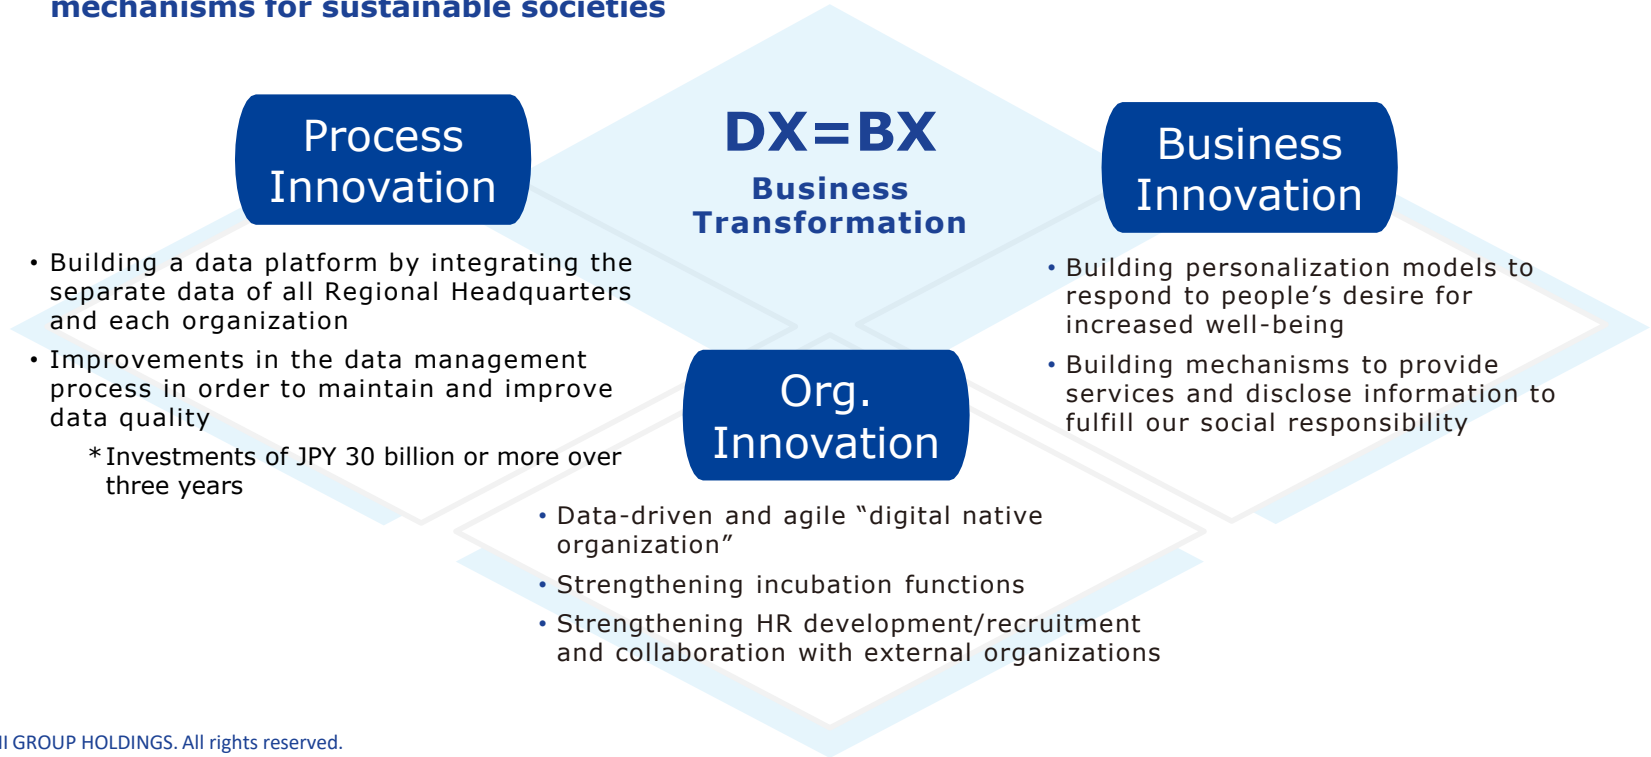 mechanisms for sustainable societies
Process
Innovation
• Building a data platform by integrating the
separate data of all Regional Headquarters
and each organization
• Improvements in the data management
process in order to maintain and improve
data quality
*Investments of JPY 30 billion or more over
three years
DX=BX
Business
Transformation
Org.
Innovation
• Data-driven and agile “digital native
organization”
• Strengthening incubation functions
• Strengthening HR development/recruitment
and collaboration with external organizations
Business
Innovation
• Building personalization models to
respond to people’s desire for
increased well-being
• Building mechanisms to provide
services and disclose information to
fulfill our social responsibility
GROUP HOLDINGS. All rights reserved.